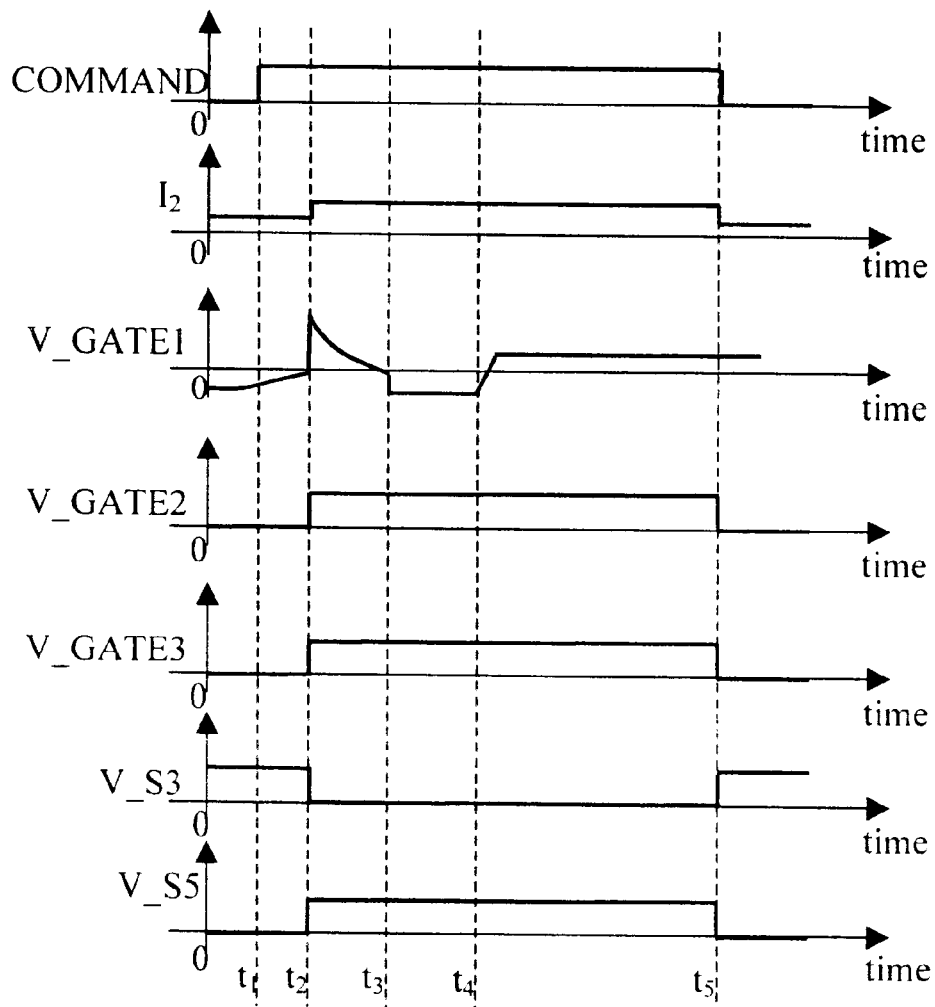 COMMAND
0
time
I₂
0
time
V_GATE1
0
time
V_GATE2
0
time
V_GATE3
0
time
V_S3
0
time
V_S5
0
t₁ t₂ t₃ t₄ t₅ time